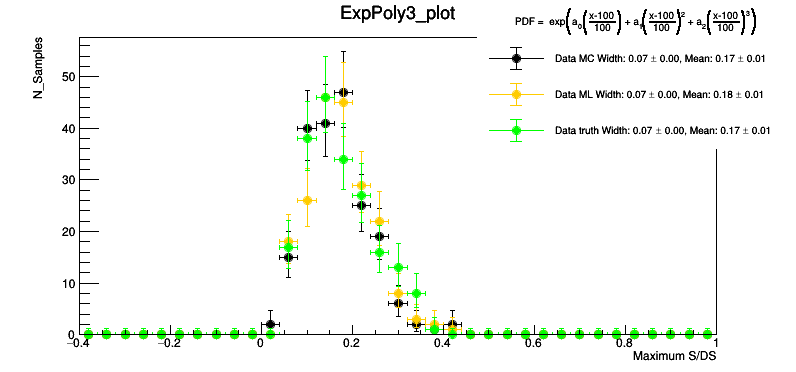 ExpPoly3_plot
PDF = exp(a₀(x-100/100) + a₁(x-100/100)² + a₂(x-100/100)³)
Data MC Width: 0.07 ± 0.00, Mean: 0.17 ± 0.01
Data ML Width: 0.07 ± 0.00, Mean: 0.18 ± 0.01
Data truth Width: 0.07 ± 0.00, Mean: 0.17 ± 0.01
N_Samples
50
40
30
20
10
0
−0.4 −0.2 0 0.2 0.4 0.6 0.8 1
Maximum S/DS